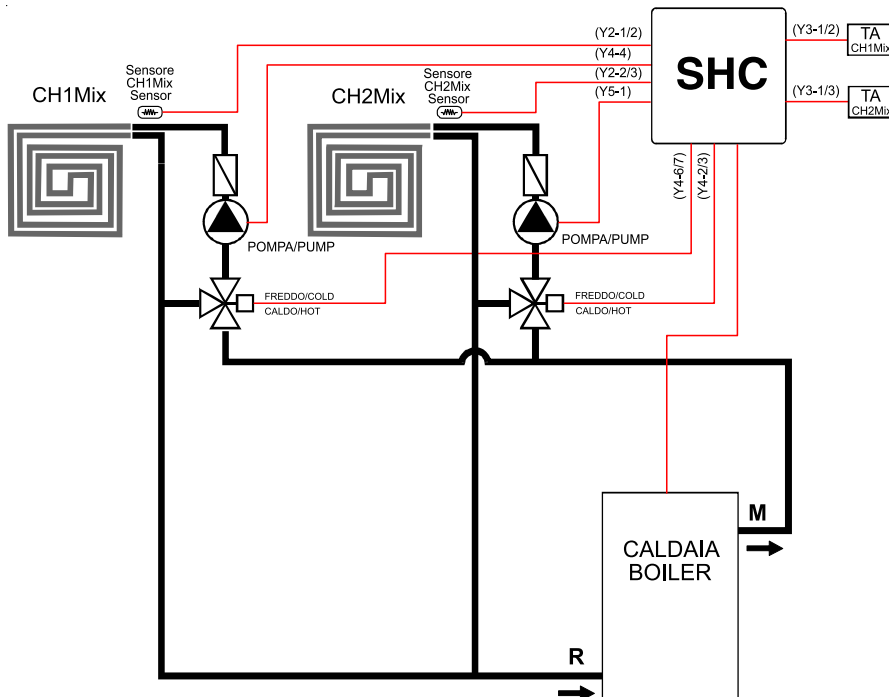 (Y2-1/2)
(Y4-4)
(Y2-2/3)
(Y5-1)
SHC
(Y3-1/2)
TA
CH1Mix
(Y3-1/3)
TA
CH2Mix
Sensore
CH1Mix
Sensor
CH1Mix
Sensore
CH2Mix
Sensor
CH2Mix
(Y4-6/7)
(Y4-2/3)
POMPA/PUMP
POMPA/PUMP
FREDDO/COLD
CALDO/HOT
FREDDO/COLD
CALDO/HOT
M
CALDAIA
BOILER
R